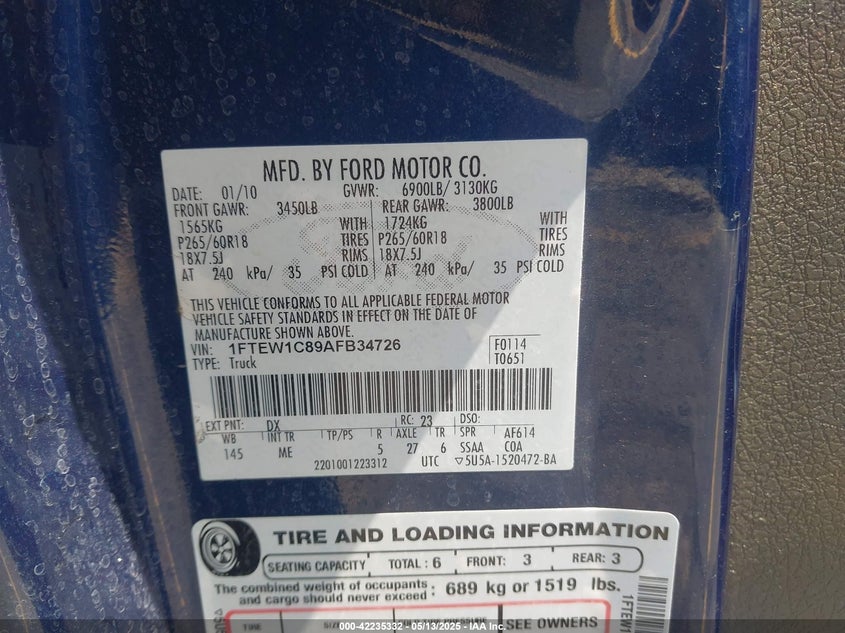 MFD. BY FORD MOTOR CO.
DATE: 01/10 GVWR: 6900LB/ 3130KG
FRONT GAWR: 3450LB REAR GAWR: 3800LB
1565KG WITH 1724KG WITH
P265/60R18 TIRES P265/60R18 TIRES
18X7.5J RIMS 18X7.5J RIMS
AT 240 kPa/ 35 PSI COLD AT 240 kPa/ 35 PSI COLD
THIS VEHICLE CONFORMS TO ALL APPLICABLE FEDERAL MOTOR
VEHICLE SAFETY STANDARDS IN EFFECT ON THE DATE OF
MANUFACTURE SHOWN ABOVE.
VIN: 1FTEW1C89AFB34726 F0114
TYPE: Truck T0651
EXT PNT: DX RC: 23 DSO:
WB INT TR TP/PS R AXLE TR SPR AF614
145 ME 5 27 6 SSAA COA
2201001223312 UTC ▽5U5A-1520472-BA
TIRE AND LOADING INFORMATION
SEATING CAPACITY TOTAL : 6 FRONT: 3 REAR: 3
The combined weight of occupants and cargo should never exceed : 689 kg or 1519 lbs.
TIRE SEE OWNERS
1FTEW1
000-42235332 — 05/13/2025 — IAA Inc.